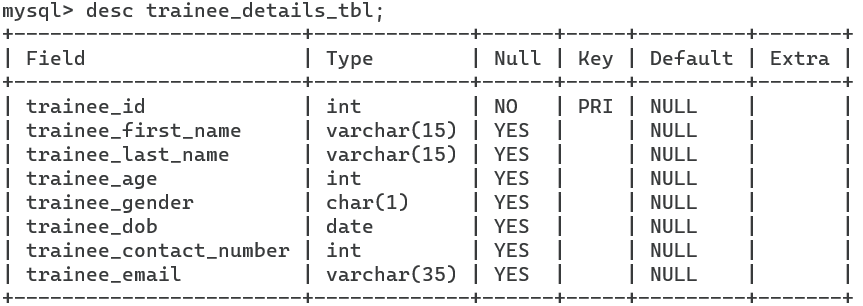 mysql> desc trainee_details_tbl;
+------------------------+-------------+------+-----+---------+-------+
| Field                  | Type        | Null | Key | Default | Extra |
+------------------------+-------------+------+-----+---------+-------+
| trainee_id             | int         | NO   | PRI | NULL    |       |
| trainee_first_name     | varchar(15) | YES  |     | NULL    |       |
| trainee_last_name      | varchar(15) | YES  |     | NULL    |       |
| trainee_age            | int         | YES  |     | NULL    |       |
| trainee_gender         | char(1)     | YES  |     | NULL    |       |
| trainee_dob            | date        | YES  |     | NULL    |       |
| trainee_contact_number | int         | YES  |     | NULL    |       |
| trainee_email          | varchar(35) | YES  |     | NULL    |       |
+------------------------+-------------+------+-----+---------+-------+